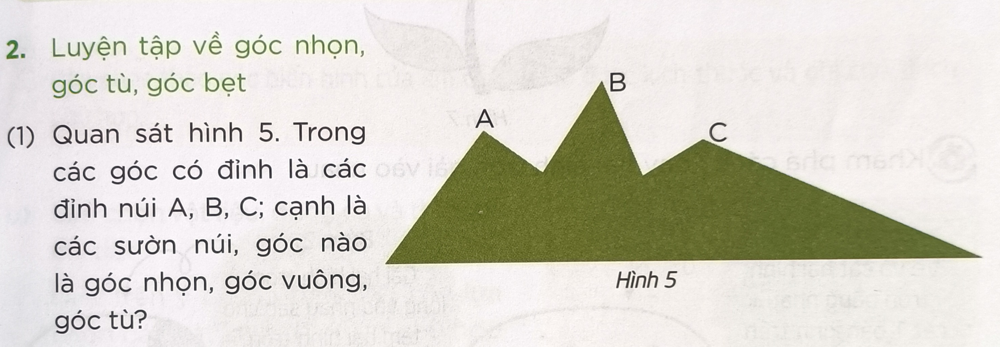 2. Luyện tập về góc nhọn,
góc tù, góc bẹt
(1) Quan sát hình 5. Trong
các góc có đỉnh là các
đỉnh núi A, B, C; cạnh là
các sườn núi, góc nào
là góc nhọn, góc vuông,
góc tù?
A
B
C
Hình 5